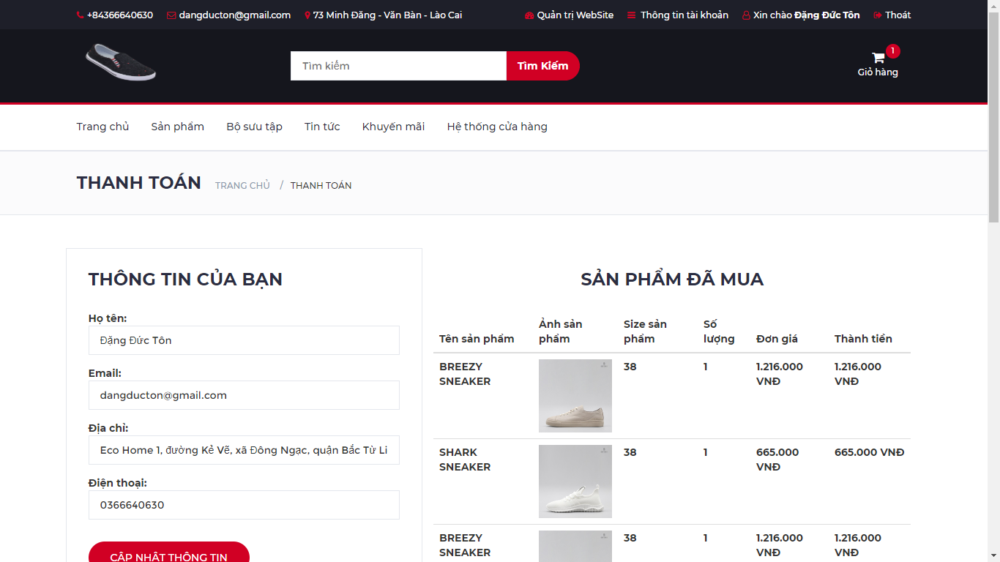 +84366640630 dangducton@gmail.com 73 Minh Đăng - Văn Bàn - Lào Cai Quản trị WebSite Thông tin tài khoản Xin chào Đặng Đức Tôn Thoát
Tìm kiếm Tìm Kiếm 1
Giỏ hàng
Trang chủ Sản phẩm Bộ sưu tập Tin tức Khuyến mãi Hệ thống cửa hàng
THANH TOÁN TRANG CHỦ / THANH TOÁN
THÔNG TIN CỦA BẠN
Họ tên:
Đặng Đức Tôn
Email:
dangducton@gmail.com
Địa chỉ:
Eco Home 1, đường Kẻ Vẽ, xã Đông Ngạc, quận Bắc Từ Li
Điện thoại:
0366640630
CẬP NHẬT THÔNG TIN
SẢN PHẨM ĐÃ MUA
Tên sản phẩm Ảnh sản phẩm Size sản phẩm Số lượng Đơn giá Thành tiền
BREEZY SNEAKER 38 1 1.216.000 VNĐ 1.216.000 VNĐ
SHARK SNEAKER 38 1 665.000 VNĐ 665.000 VNĐ
BREEZY SNEAKER 38 1 1.216.000 VNĐ 1.216.000 VNĐ